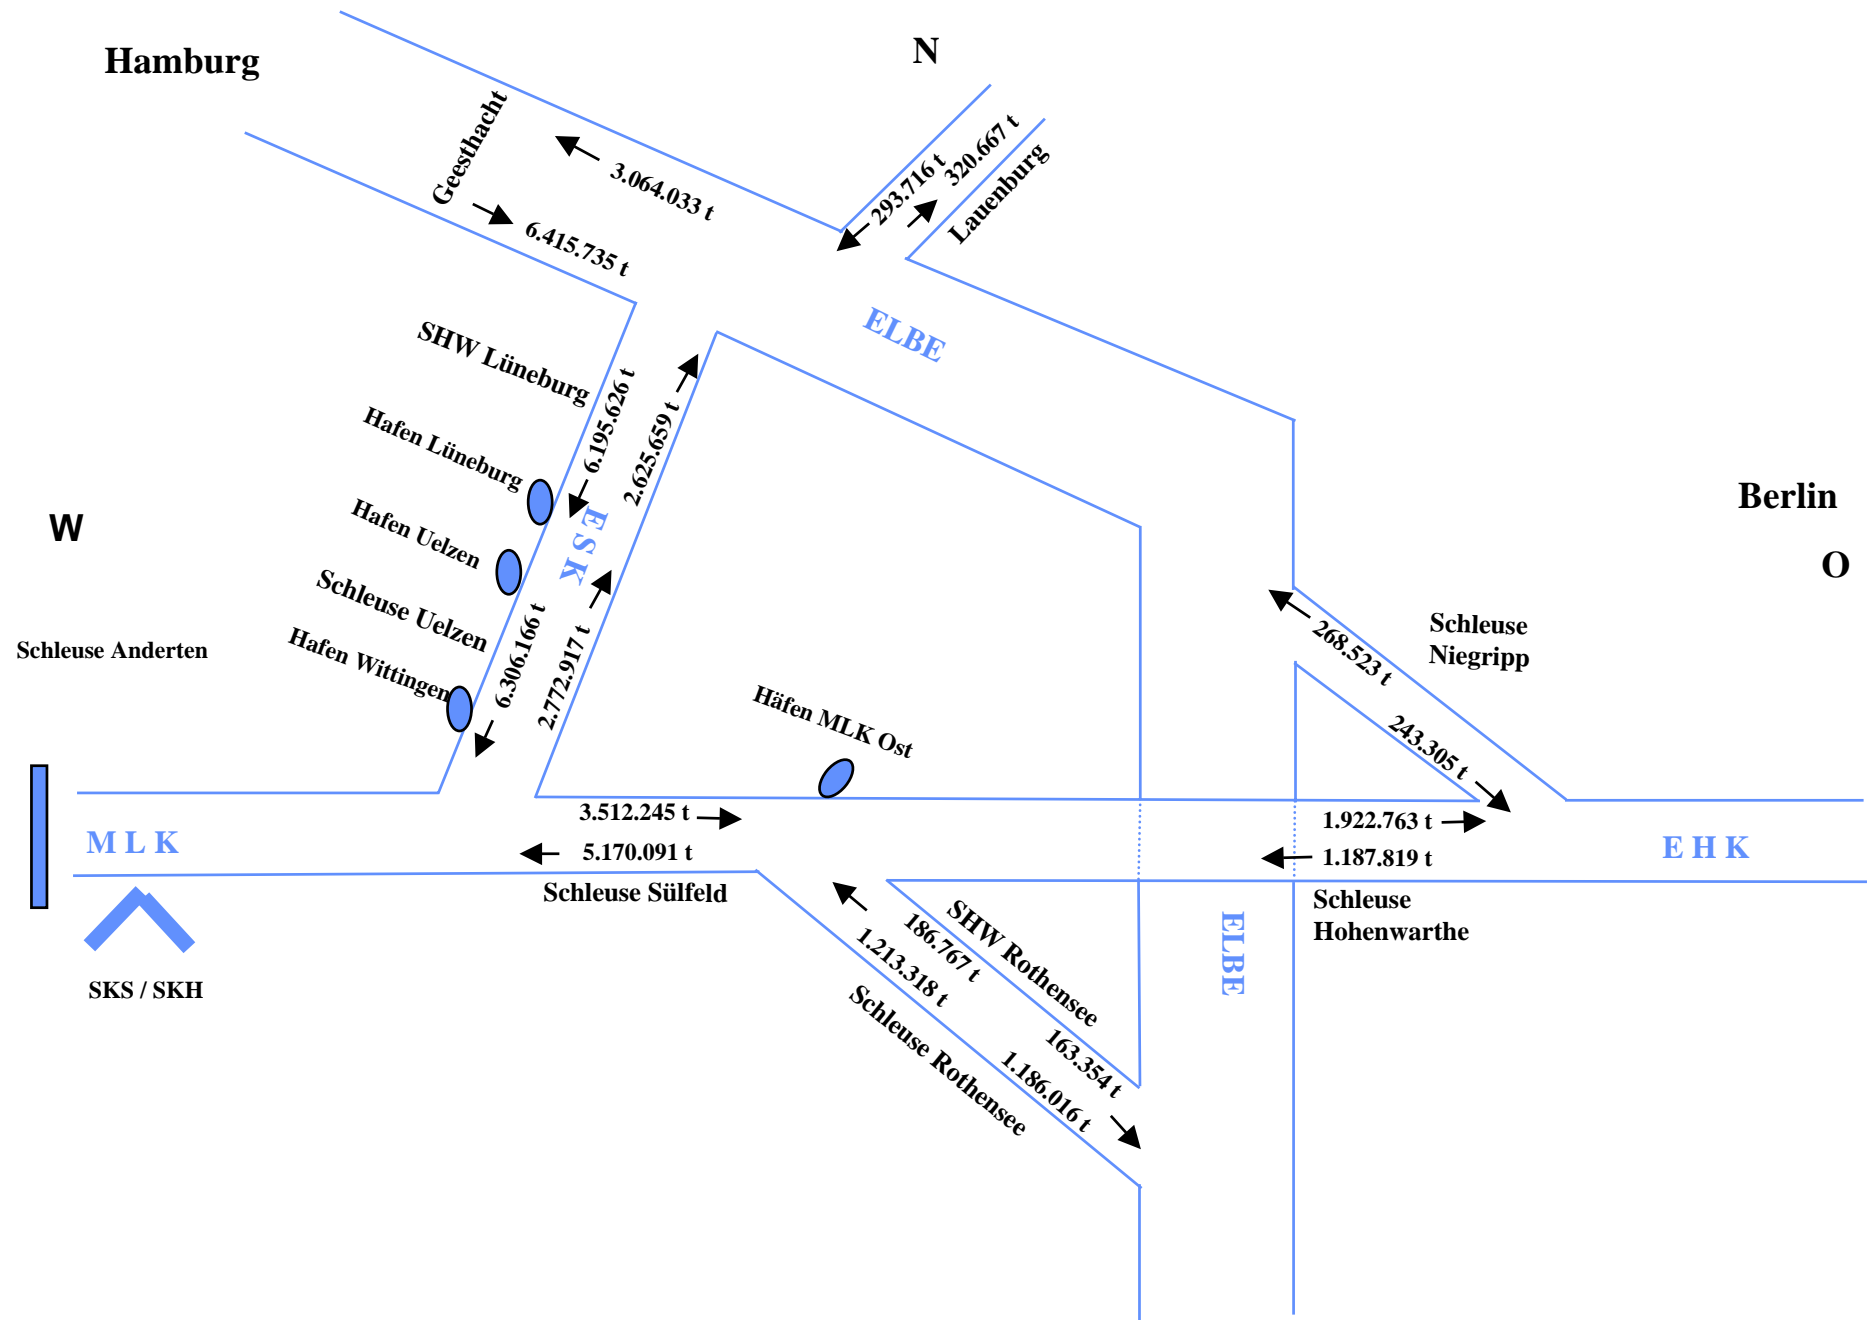 Hamburg
N
Geesthacht
3.064.033 t
6.415.735 t
293.716 t
320.667 t
Lauenburg
ELBE
SHW Lüneburg
6.195.626 t
2.625.659 t
Hafen Lüneburg
E S K
Hafen Uelzen
Schleuse Uelzen
Hafen Wittingen
6.306.166 t
2.772.917 t
W
Schleuse Anderten
Berlin
O
Schleuse
Niegripp
268.523 t
243.305 t
Häfen MLK Ost
M L K
3.512.245 t
5.170.091 t
Schleuse Sülfeld
1.922.763 t
1.187.819 t
E H K
Schleuse
Hohenwarthe
SKS / SKH
SHW Rothensee
186.767 t
1.213.318 t
Schleuse Rothensee
163.354 t
1.186.016 t
ELBE